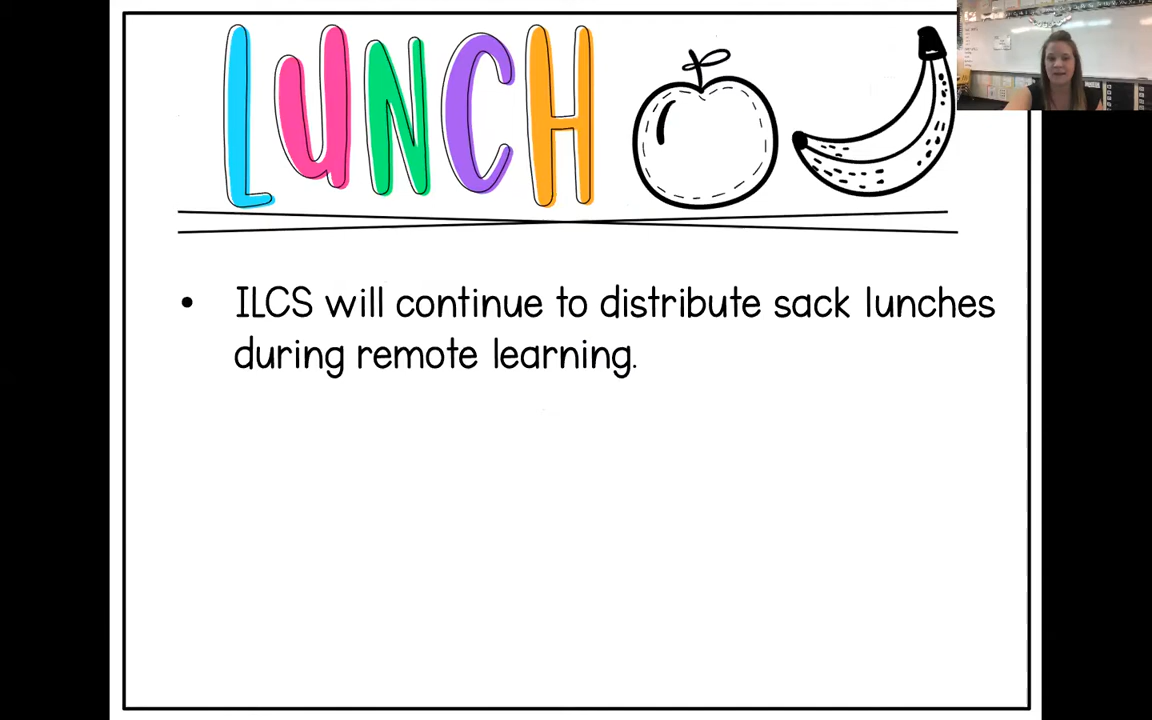 LUNCH
• ILCS will continue to distribute sack lunches
during remote learning.